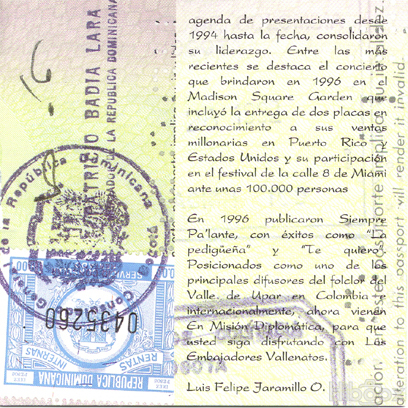 agenda de presentaciones desde
1994 hasta la fecha, consolidaron
su liderazgo. Entre las más
recientes se destaca el concierto
que brindaron en 1996 en el
Madison Square Garden que
incluyó la entrega de dos placas en
reconocimiento a sus ventas
millonarias en Puerto Rico y
Estados Unidos y su participación
en el festival de la calle 8 de Miami
ante unas 100.000 personas
En 1996 publicaron Siempre
Pa'lante, con éxitos como "La
pedigüeña" y "Te quiero".
Posicionados como uno de los
principales difusores del folclor del
Valle de Upar en Colombia e
internacionalmente, ahora vienen
En Misión Diplomática, para que
usted siga disfrutando con Los
Embajadores Vallenatos.
Luis Felipe Jaramillo O.
BADIA LARA
LA REPUBLICA DOMINICANA
de la República Dominicana
0435260
RENTAS
INTERNAS
REPUBLICA DOMINICANA
alteration to this passport will render it invalid